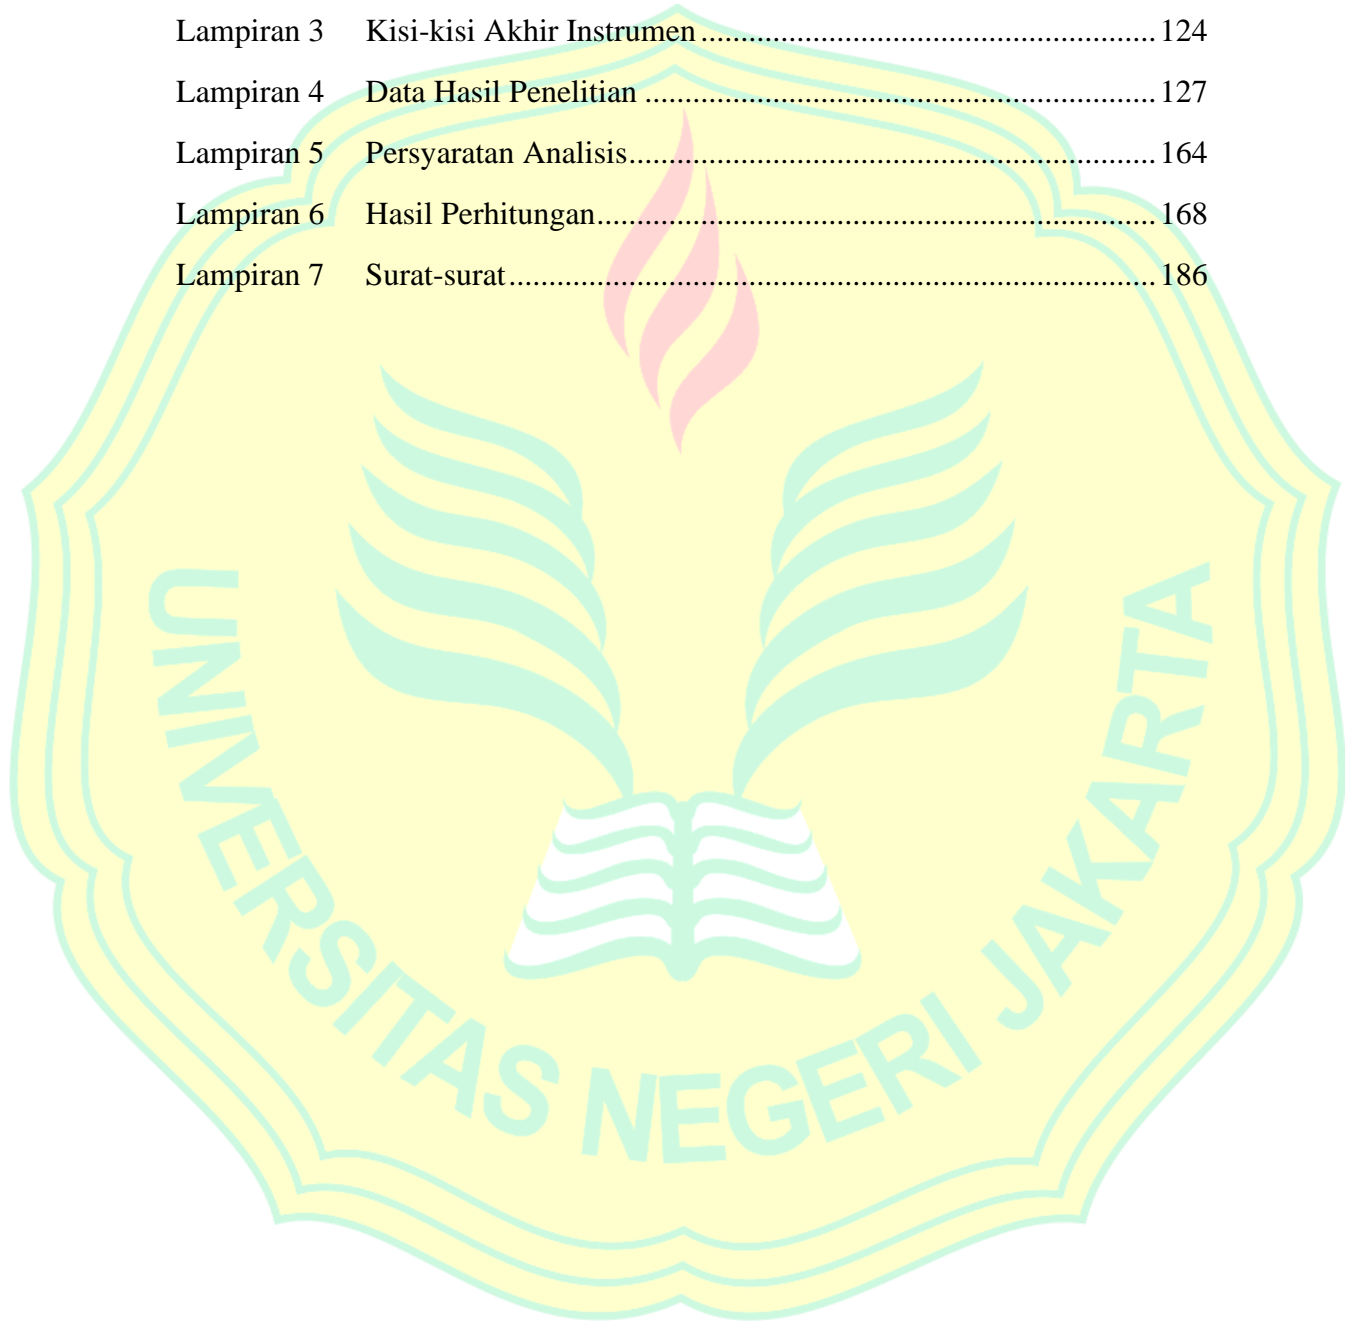 Lampiran 3 Kisi-kisi Akhir Instrumen .......................................................... 124
Lampiran 4 Data Hasil Penelitian ................................................................. 127
Lampiran 5 Persyaratan Analisis................................................................... 164
Lampiran 6 Hasil Perhitungan....................................................................... 168
Lampiran 7 Surat-surat.................................................................................. 186
UNIVERSITAS NEGERI JAKARTA